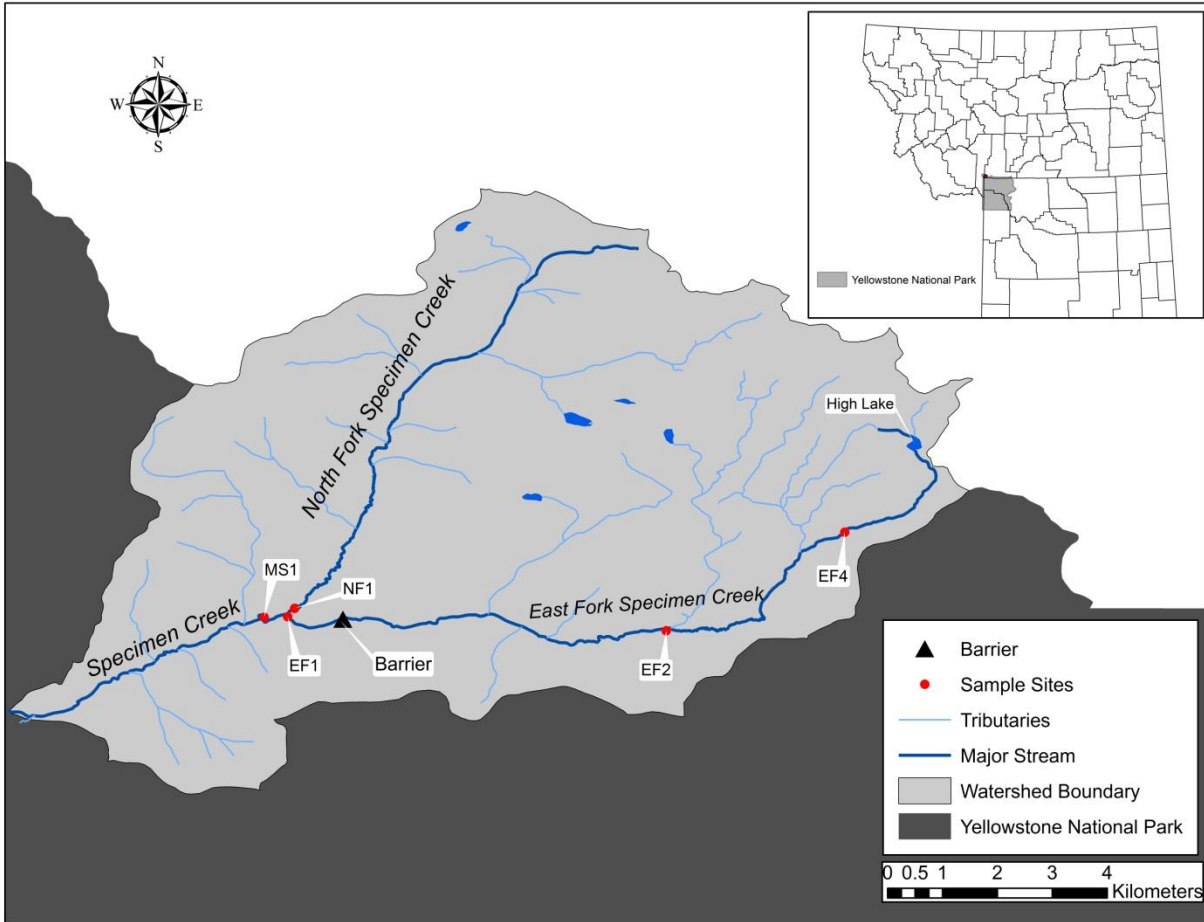 N
W E
S
Yellowstone National Park
North Fork Specimen Creek
High Lake
MS1
NF1
EF4
Specimen Creek
East Fork Specimen Creek
EF1
Barrier
EF2
Barrier
Sample Sites
Tributaries
Major Stream
Watershed Boundary
Yellowstone National Park
0 0.5 1 2 3 4
Kilometers